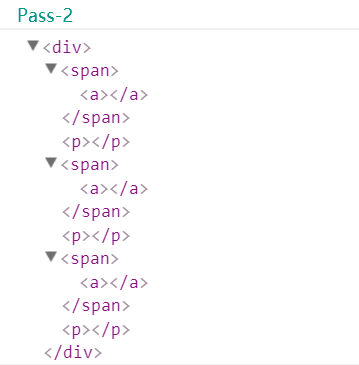 Pass-2
▼<div>
▼<span>
<a></a>
</span>
<p></p>
▼<span>
<a></a>
</span>
<p></p>
▼<span>
<a></a>
</span>
<p></p>
</div>